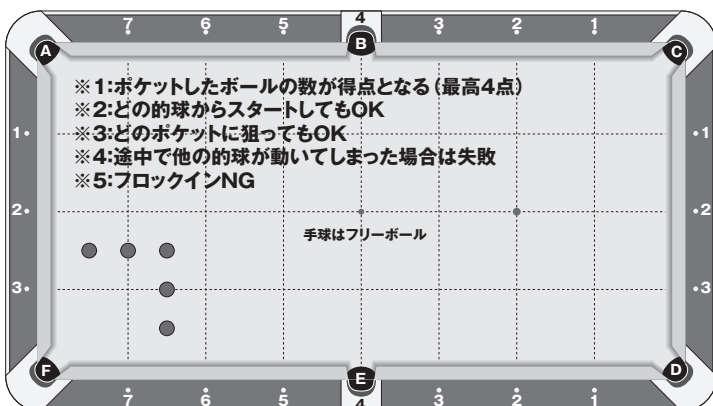 7 6 5 4 3 2 1
A B C
※1:ポケットしたボールの数が得点となる(最高4点)
※2:どの的球からスタートしてもOK
※3:どのポケットに狙ってもOK
1 1
※4:途中で他の的球が動いてしまった場合は失敗
※5:フロックインNG
2 2
手球はフリーボール
3 3
F E D
7 6 5 4 3 2 1